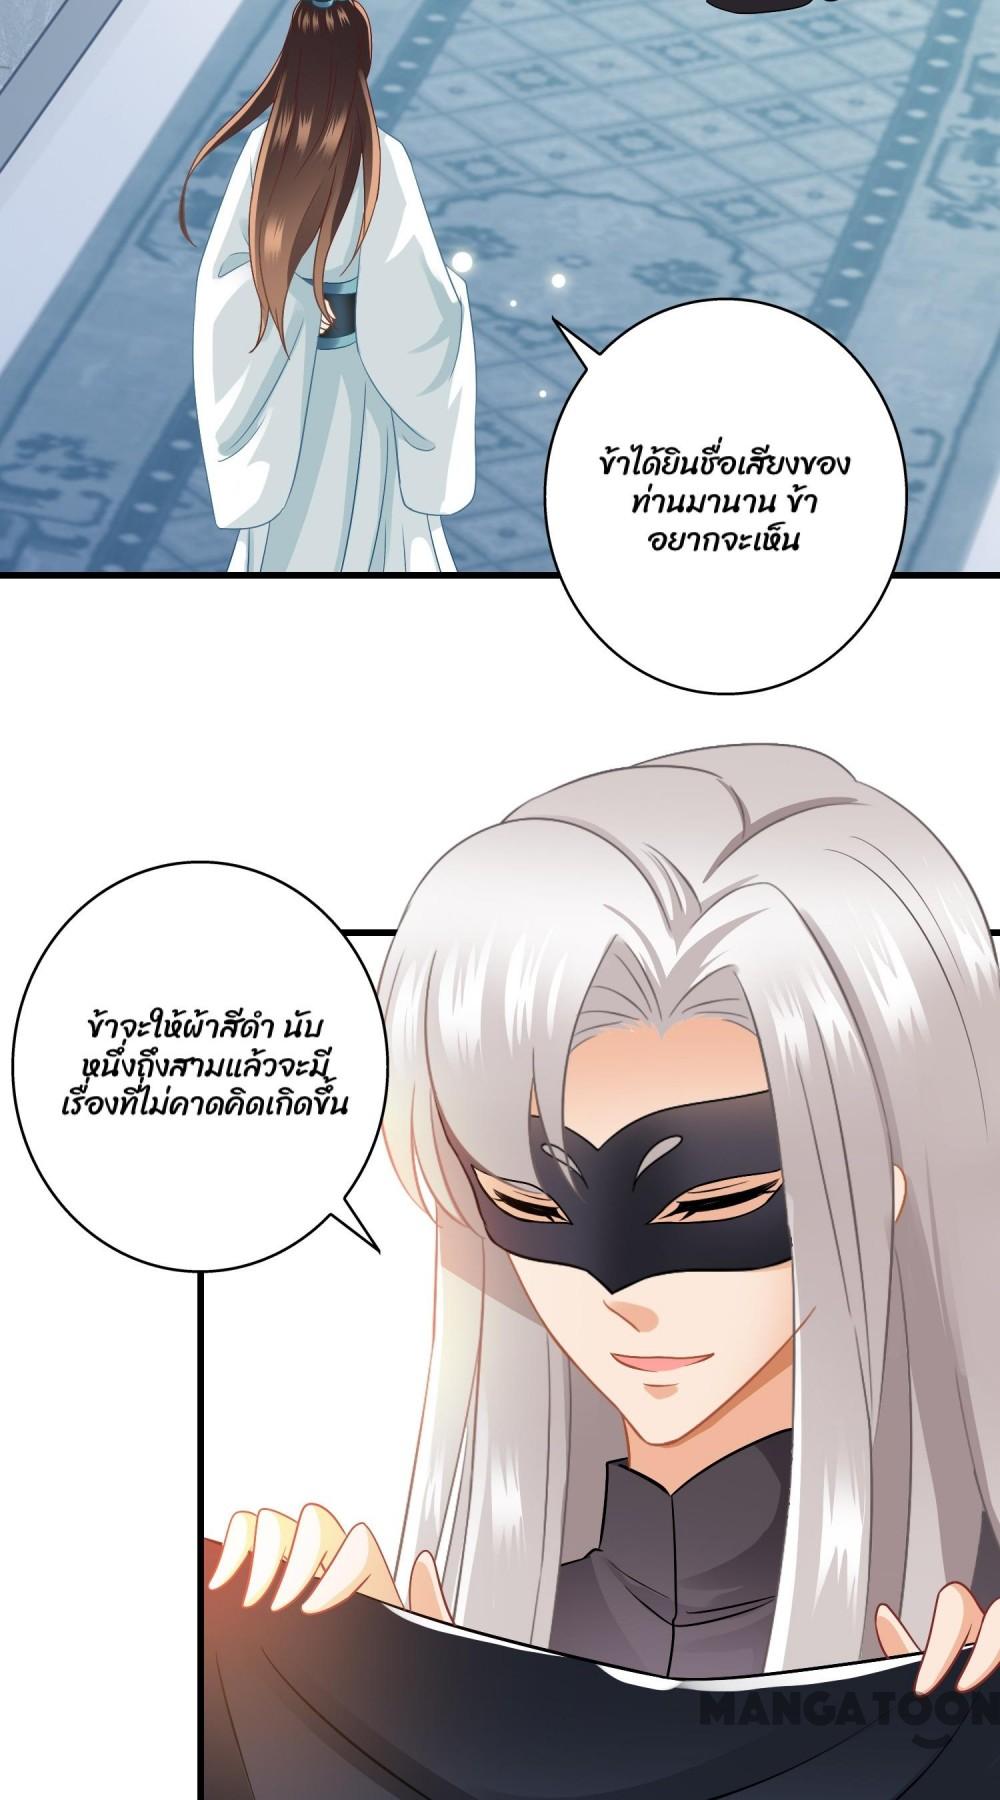 ข้าได้ยินชื่อเสียงของ
ท่านมานาน ข้า
อยากจะเห็น
ข้าจะให้ผ้าสีดำ นับ
หนึ่งถึงสามแล้วจะมี
เรื่องที่ไม่คาดคิดเกิดขึ้น
MANGA TOON